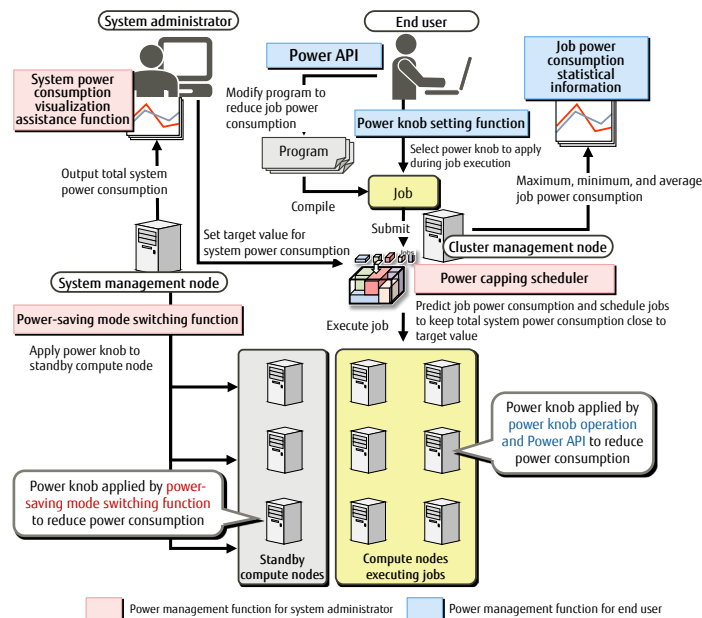 System administrator
End user
Power API
Job power
consumption
statistical
information
System power
consumption
visualization
assistance function
Modify program to
reduce job power
consumption
Power knob setting function
Select power knob to apply
during job execution
Program
Output total system
power consumption
Job
Compile
Maximum, minimum, and average
job power consumption
Submit
Set target value for
system power consumption
Jobs
Cluster management node
System management node
Power capping scheduler
Power-saving mode switching function
Predict job power consumption and schedule jobs
to keep total system power consumption close to
target value
Execute job
Apply power knob to
standby compute node
Power knob applied by
power knob operation
and Power API to reduce
power consumption
Power knob applied by power-
saving mode switching function
to reduce power consumption
Standby
compute nodes
Compute nodes
executing jobs
Power management function for system administrator
Power management function for end user